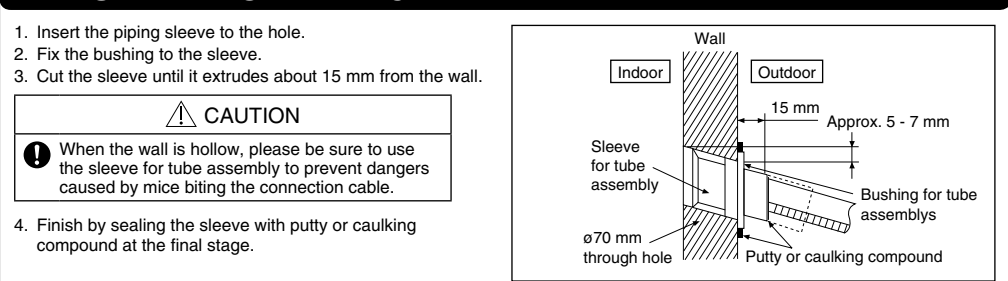 1. Insert the piping sleeve to the hole.
2. Fix the bushing to the sleeve.
3. Cut the sleeve until it extrudes about 15 mm from the wall.
CAUTION
When the wall is hollow, please be sure to use
the sleeve for tube assembly to prevent dangers
caused by mice biting the connection cable.
4. Finish by sealing the sleeve with putty or caulking
compound at the final stage.
Wall
Indoor
Outdoor
15 mm
Approx. 5 - 7 mm
Sleeve
for tube
assembly
Bushing for tube
assemblys
ø70 mm
through hole
Putty or caulking compound